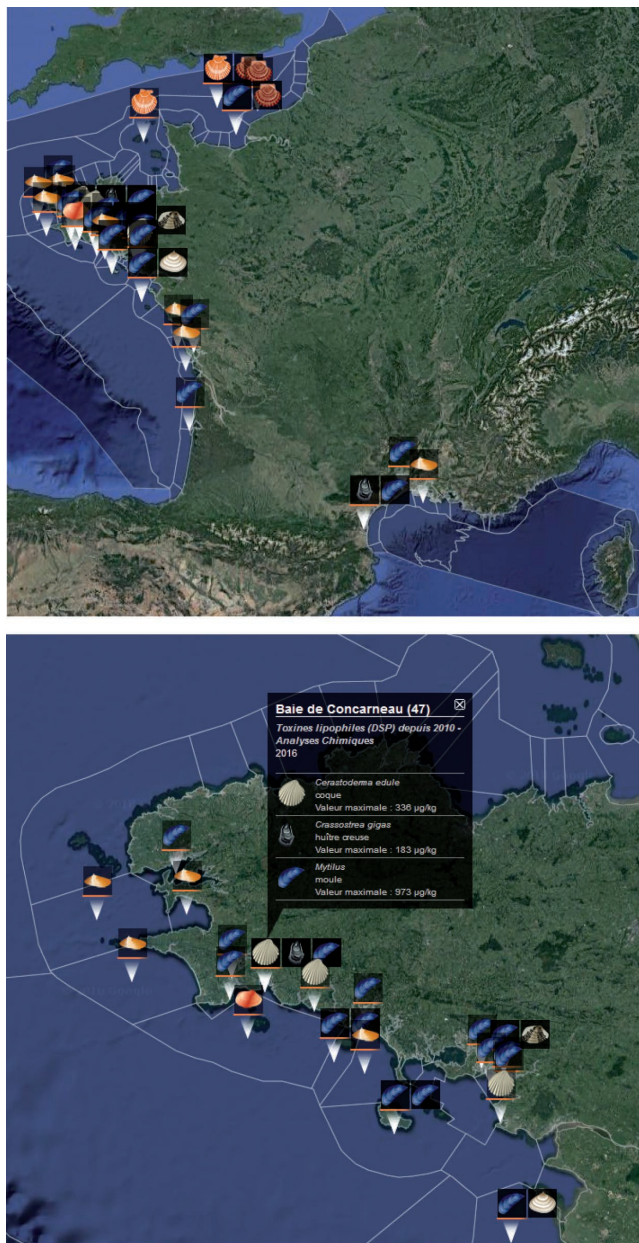 Baie de Concarneau (47)
Toxines lipophiles (DSP) depuis 2010 -
Analyses Chimiques
2016
Cerastoderma edule
coque
Valeur maximale : 336 µg/kg
Crassostrea gigas
huître creuse
Valeur maximale : 183 µg/kg
Mytilus
moule
Valeur maximale : 973 µg/kg